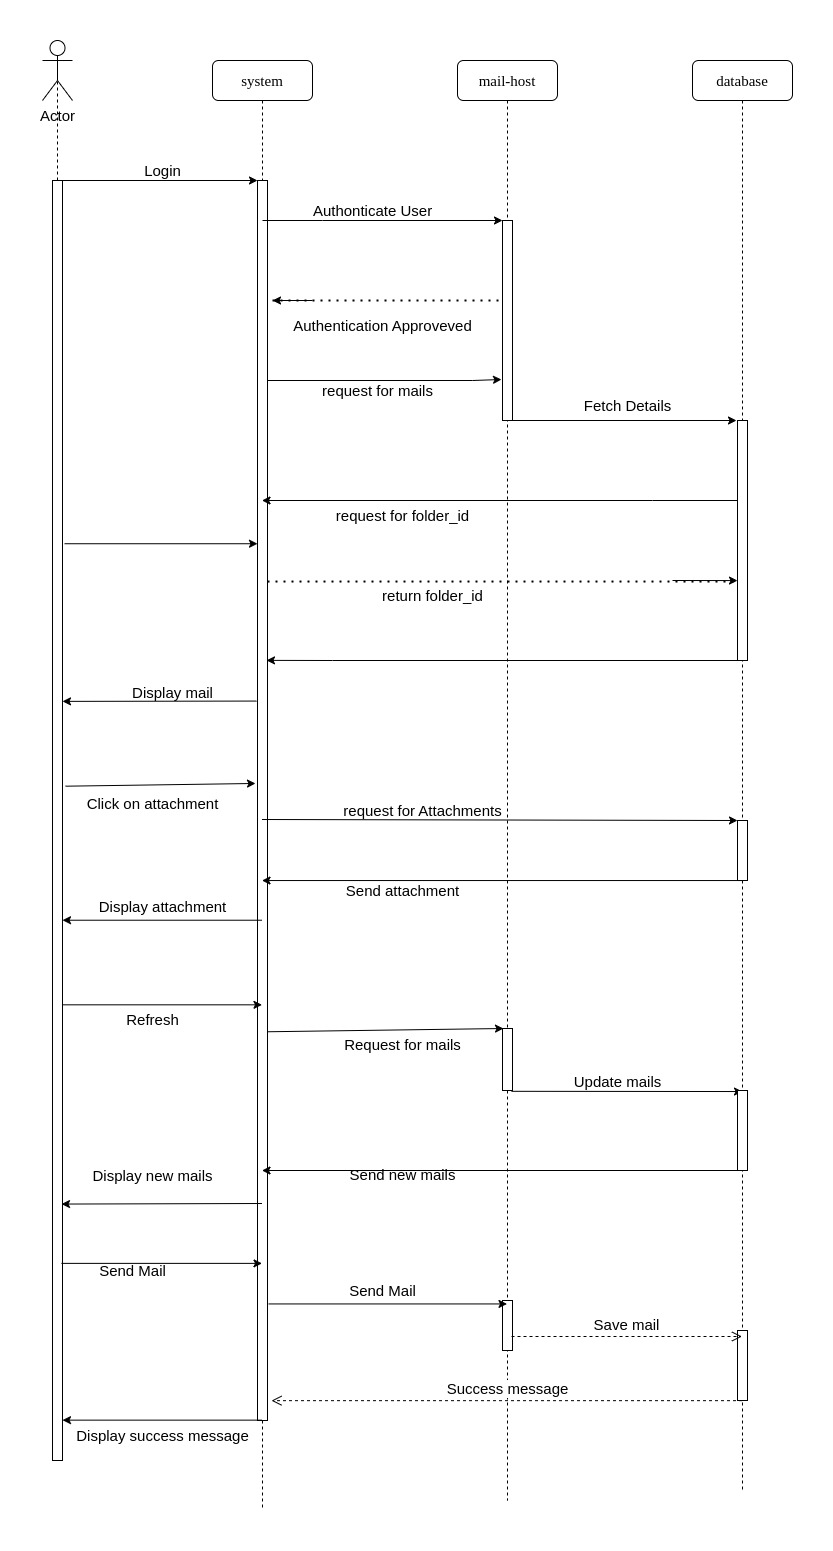 Actor
system
mail-host
database
Login
Authonticate User
Authentication Approveved
request for mails
Fetch Details
request for folder_id
return folder_id
Display mail
Click on attachment
request for Attachments
Send attachment
Display attachment
Refresh
Request for mails
Update mails
Send new mails
Display new mails
Send Mail
Send Mail
Save mail
Success message
Display success message